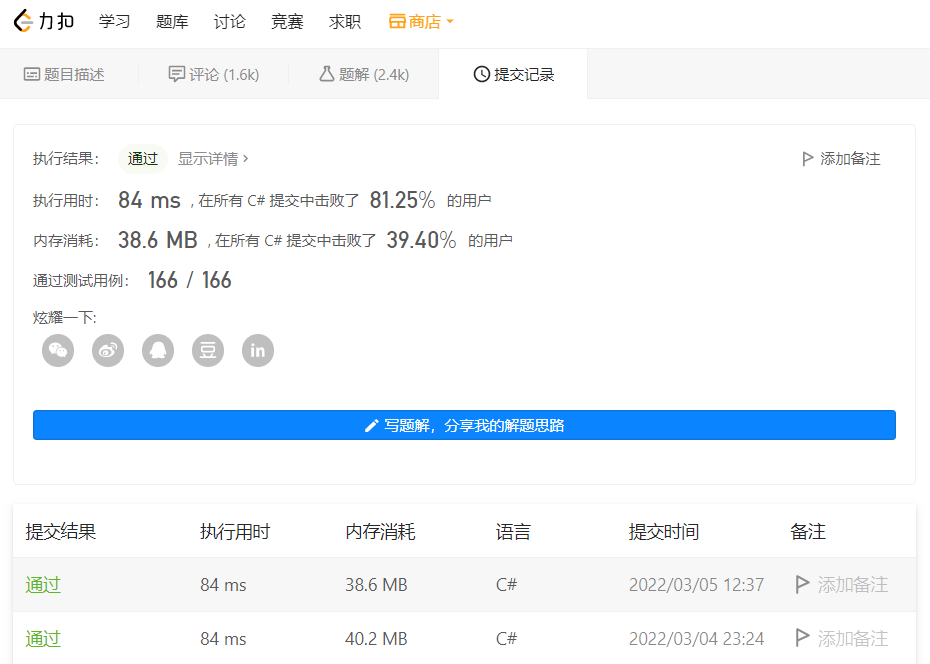 力扣 学习 题库 讨论 竞赛 求职 商店
题目描述 评论 (1.6k) 题解 (2.4k) 提交记录
执行结果： 通过 显示详情 › 添加备注
执行用时： 84 ms , 在所有 C# 提交中击败了 81.25% 的用户
内存消耗： 38.6 MB , 在所有 C# 提交中击败了 39.40% 的用户
通过测试用例： 166 / 166
炫耀一下:
豆 in
写题解，分享我的解题思路
提交结果 执行用时 内存消耗 语言 提交时间 备注
通过 84 ms 38.6 MB C# 2022/03/05 12:37 添加备注
通过 84 ms 40.2 MB C# 2022/03/04 23:24 添加备注